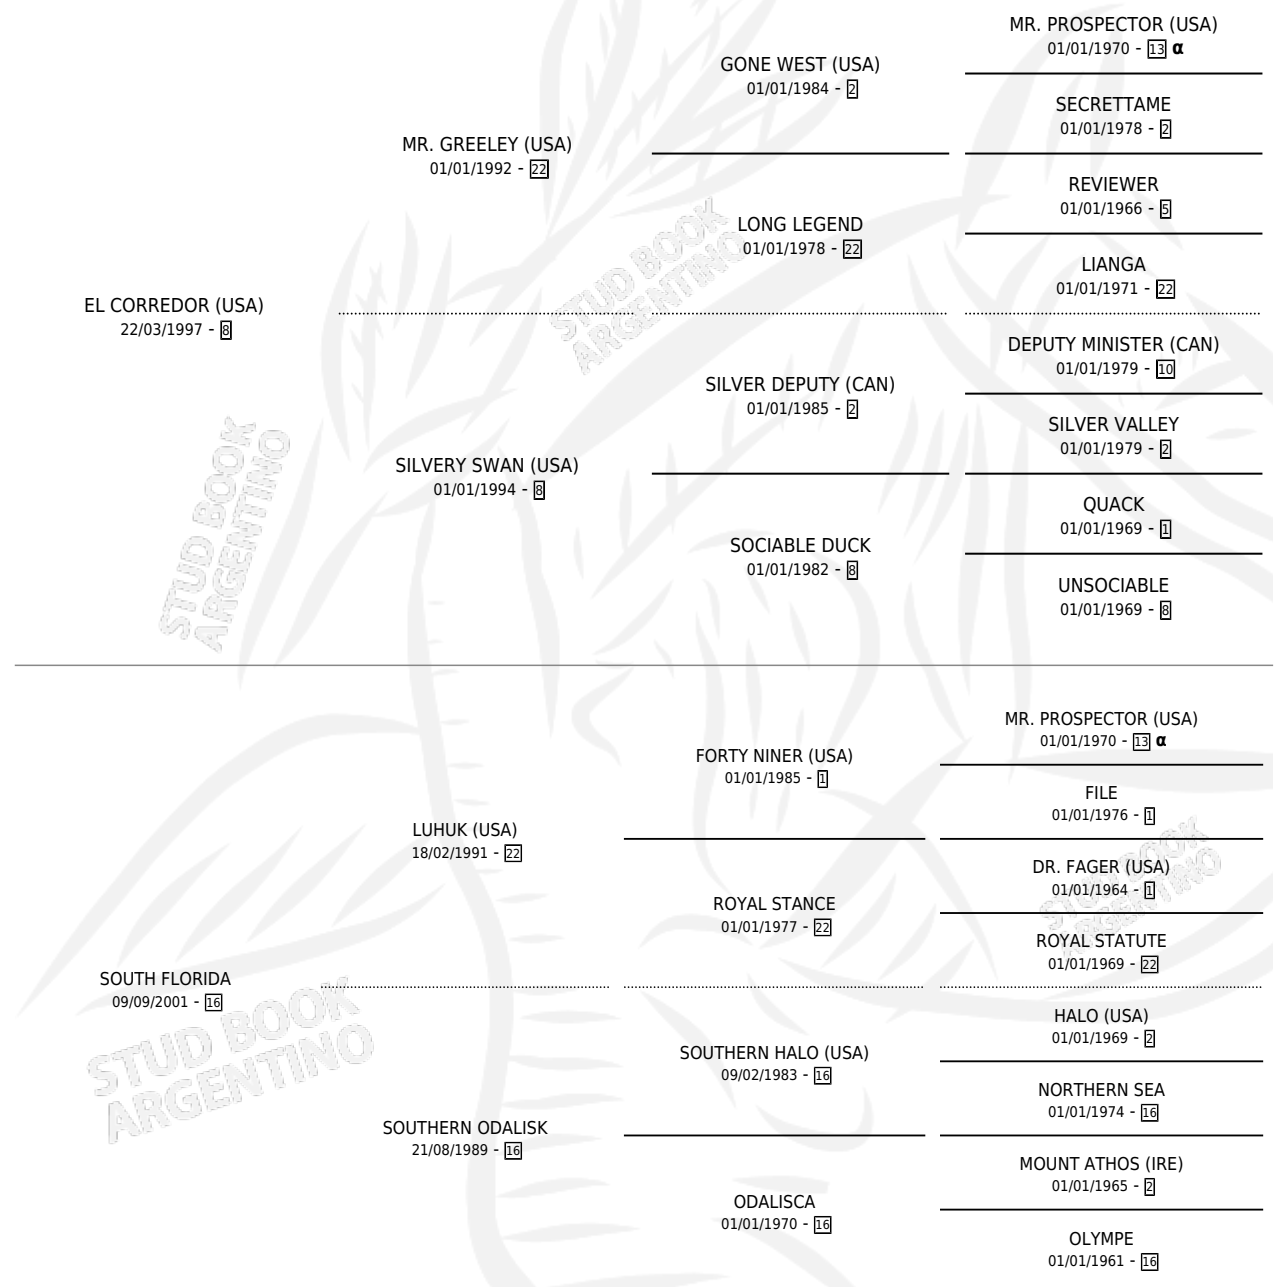 MR. PROSPECTOR (USA)
01/01/1970 - 13 α
GONE WEST (USA)
01/01/1984 - 2
SECRETTAME
01/01/1978 - 2
MR. GREELEY (USA)
01/01/1992 - 22
REVIEWER
01/01/1966 - 5
LONG LEGEND
01/01/1978 - 22
LIANGA
01/01/1971 - 22
EL CORREDOR (USA)
22/03/1997 - 8
DEPUTY MINISTER (CAN)
01/01/1979 - 10
SILVER DEPUTY (CAN)
01/01/1985 - 2
SILVER VALLEY
01/01/1979 - 2
SILVERY SWAN (USA)
01/01/1994 - 8
QUACK
01/01/1969 - 1
SOCIABLE DUCK
01/01/1982 - 8
UNSOCIABLE
01/01/1969 - 8
MR. PROSPECTOR (USA)
01/01/1970 - 13 α
FORTY NINER (USA)
01/01/1985 - 1
FILE
01/01/1976 - 1
LUHUK (USA)
18/02/1991 - 22
DR. FAGER (USA)
01/01/1964 - 1
ROYAL STANCE
01/01/1977 - 22
ROYAL STATUTE
01/01/1969 - 22
SOUTH FLORIDA
09/09/2001 - 16
HALO (USA)
01/01/1969 - 2
SOUTHERN HALO (USA)
09/02/1983 - 16
NORTHERN SEA
01/01/1974 - 16
SOUTHERN ODALISK
21/08/1989 - 16
MOUNT ATHOS (IRE)
01/01/1965 - 2
ODALISCA
01/01/1970 - 16
OLYMPE
01/01/1961 - 16
STUD BOOK
ARGENTINO
STUD BOOK
ARGENTINO
STUD BOOK
ARGENTINO
STUD BOOK
ARGENTINO